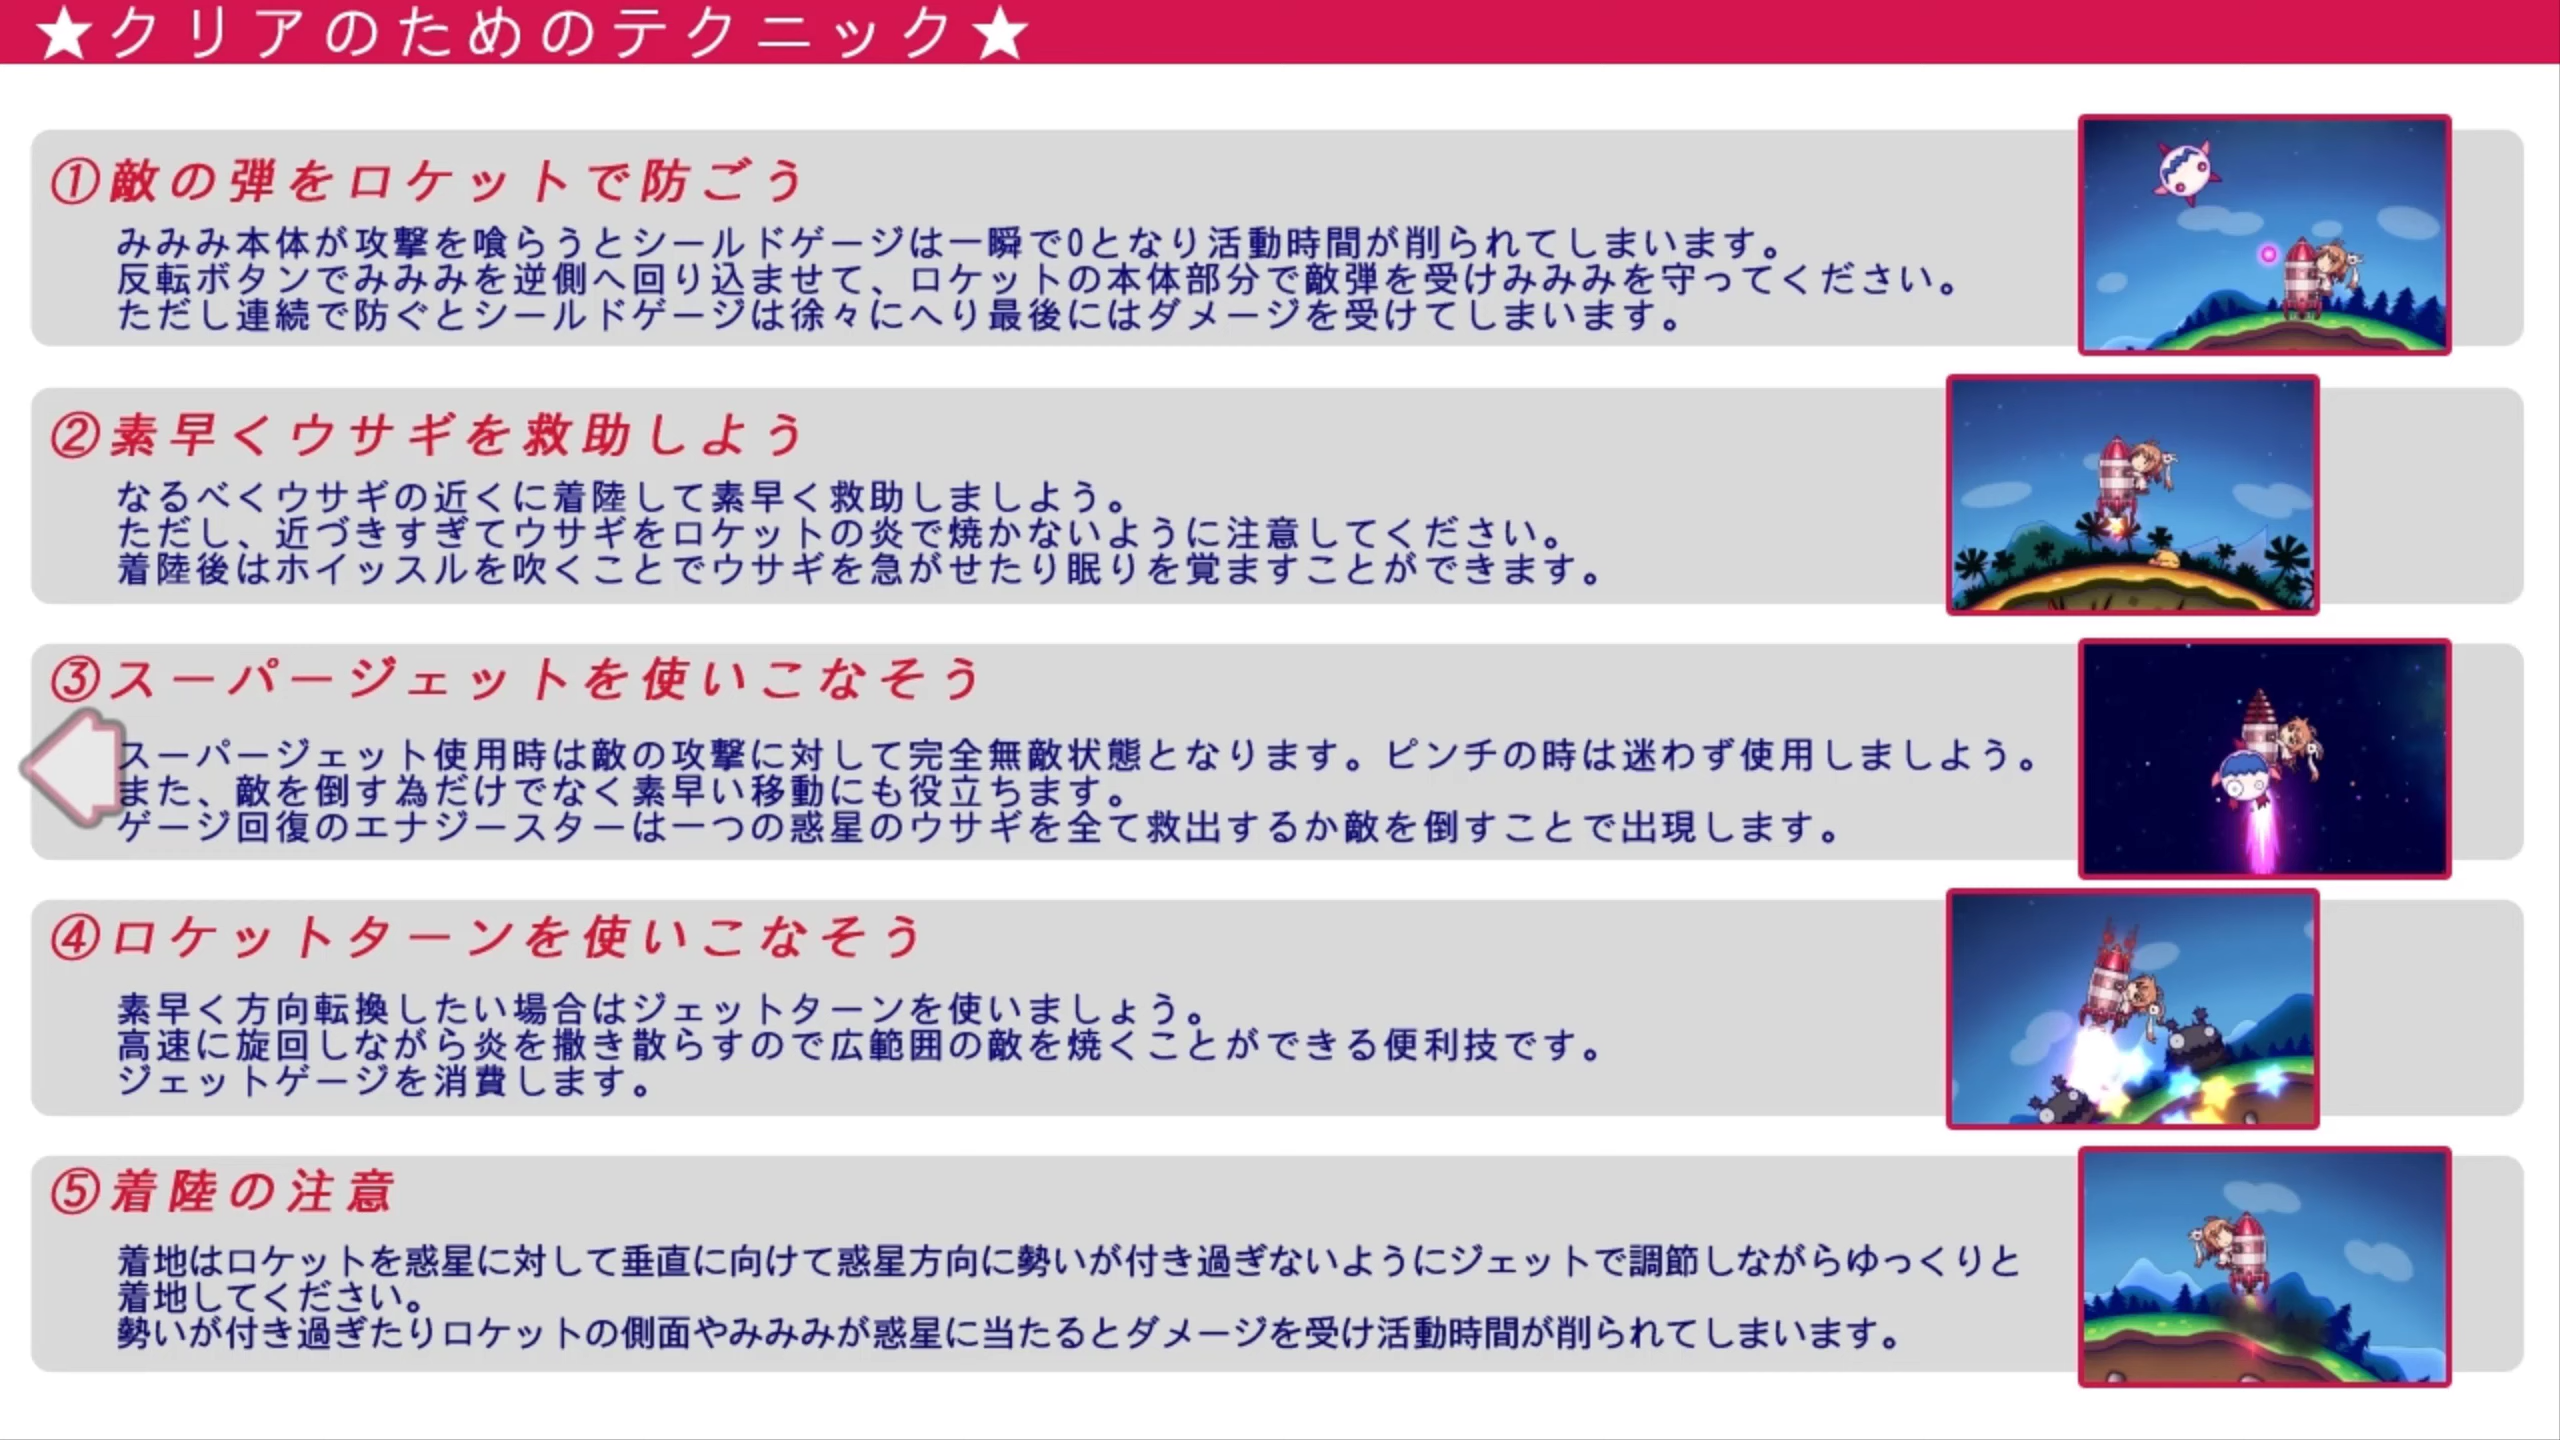 ★クリアのためのテクニック★
①敵の弾をロケットで防ごう
みみみ本体が攻撃を喰らうとシールドゲージは一瞬で0となり活動時間が削られてしまいます。
反転ボタンでみみみを逆側へ回り込ませて、ロケットの本体部分で敵弾を受けみみみを守ってください。
ただし連続で防ぐとシールドゲージは徐々にへり最後にはダメージを受けてしまいます。
②素早くウサギを救助しよう
なるべくウサギの近くに着陸して素早く救助しましよう。
ただし、近づきすぎてウサギをロケットの炎で焼かないように注意してください。
着陸後はホイッスルを吹くことでウサギを急がせたり眠りを覚ますことができます。
③スーパージェットを使いこなそう
スーパージェット使用時は敵の攻撃に対して完全無敵状態となります。ピンチの時は迷わず使用しましよう。
また、敵を倒す為だけでなく素早い移動にも役立ちます。
ゲージ回復のエナジースターは一つの惑星のウサギを全て救出するか敵を倒すことで出現します。
④ロケットターンを使いこなそう
素早く方向転換したい場合はジェットターンを使いましょう。
高速に旋回しながら炎を撒き散らすので広範囲の敵を焼くことができる便利技です。
ジェットゲージを消費します。
⑤着陸の注意
着地はロケットを惑星に対して垂直に向けて惑星方向に勢いが付き過ぎないようにジェットで調節しながらゆっくりと
着地してください。
勢いが付き過ぎたりロケットの側面やみみみが惑星に当たるとダメージを受け活動時間が削られてしまいます。